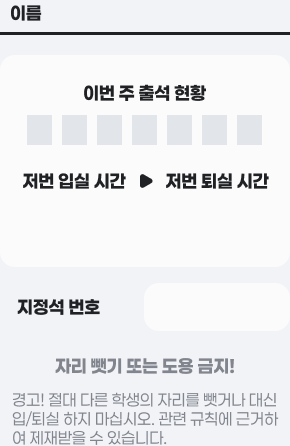 이름
이번 주 출석 현황
저번 입실 시간 ▶ 저번 퇴실 시간
지정석 번호
자리 뺏기 또는 도용 금지!
경고! 절대 다른 학생의 자리를 뺏거나 대신
입/퇴실 하지 마십시오. 관련 규칙에 근거하
여 제재받을 수 있습니다.